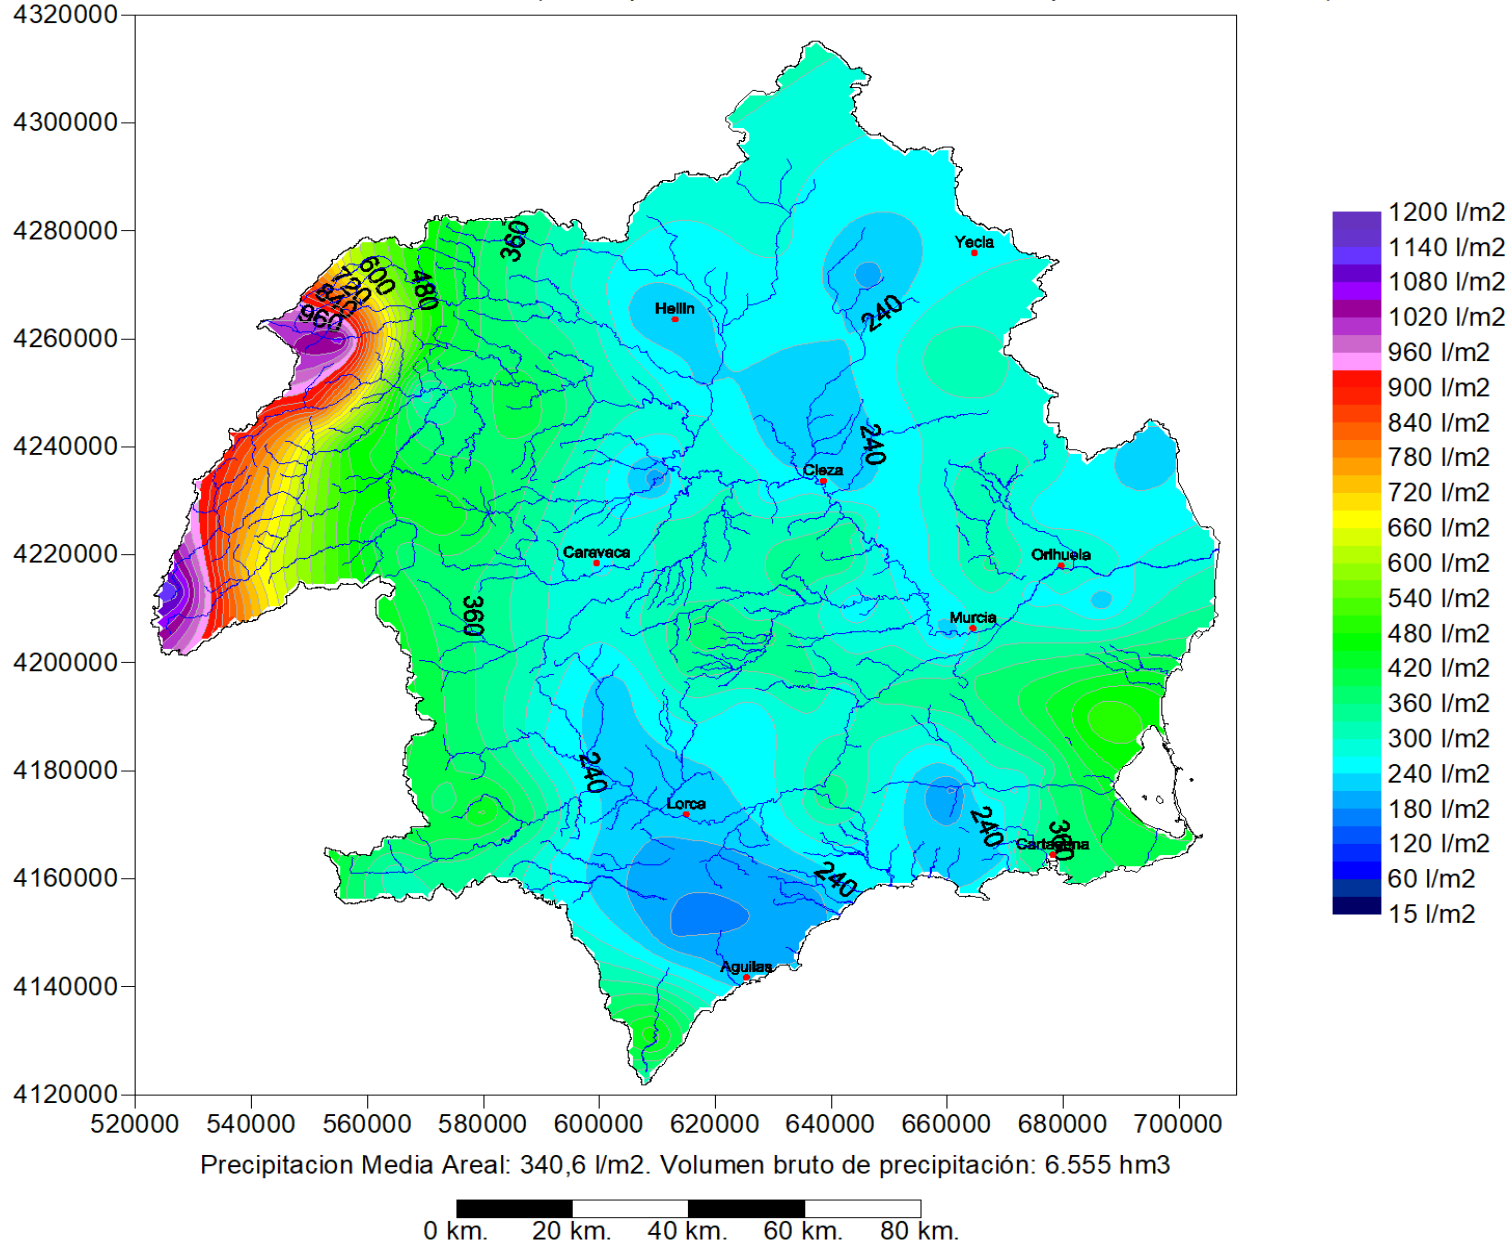 4320000
4300000
4280000
4260000
4240000
4220000
4200000
4180000
4160000
4140000
4120000
520000 540000 560000 580000 600000 620000 640000 660000 680000 700000
360
600
720
840
960
480
Yecla
240
Hellin
240
Cieza
Caravaca
Orihuela
360
Murcia
240
Lorca
240
360
Cartagena
240
Aguilas
1200 l/m2
1140 l/m2
1080 l/m2
1020 l/m2
960 l/m2
900 l/m2
840 l/m2
780 l/m2
720 l/m2
660 l/m2
600 l/m2
540 l/m2
480 l/m2
420 l/m2
360 l/m2
300 l/m2
240 l/m2
180 l/m2
120 l/m2
60 l/m2
15 l/m2
Precipitacion Media Areal: 340,6 l/m2. Volumen bruto de precipitación: 6.555 hm3
0 km. 20 km. 40 km. 60 km. 80 km.